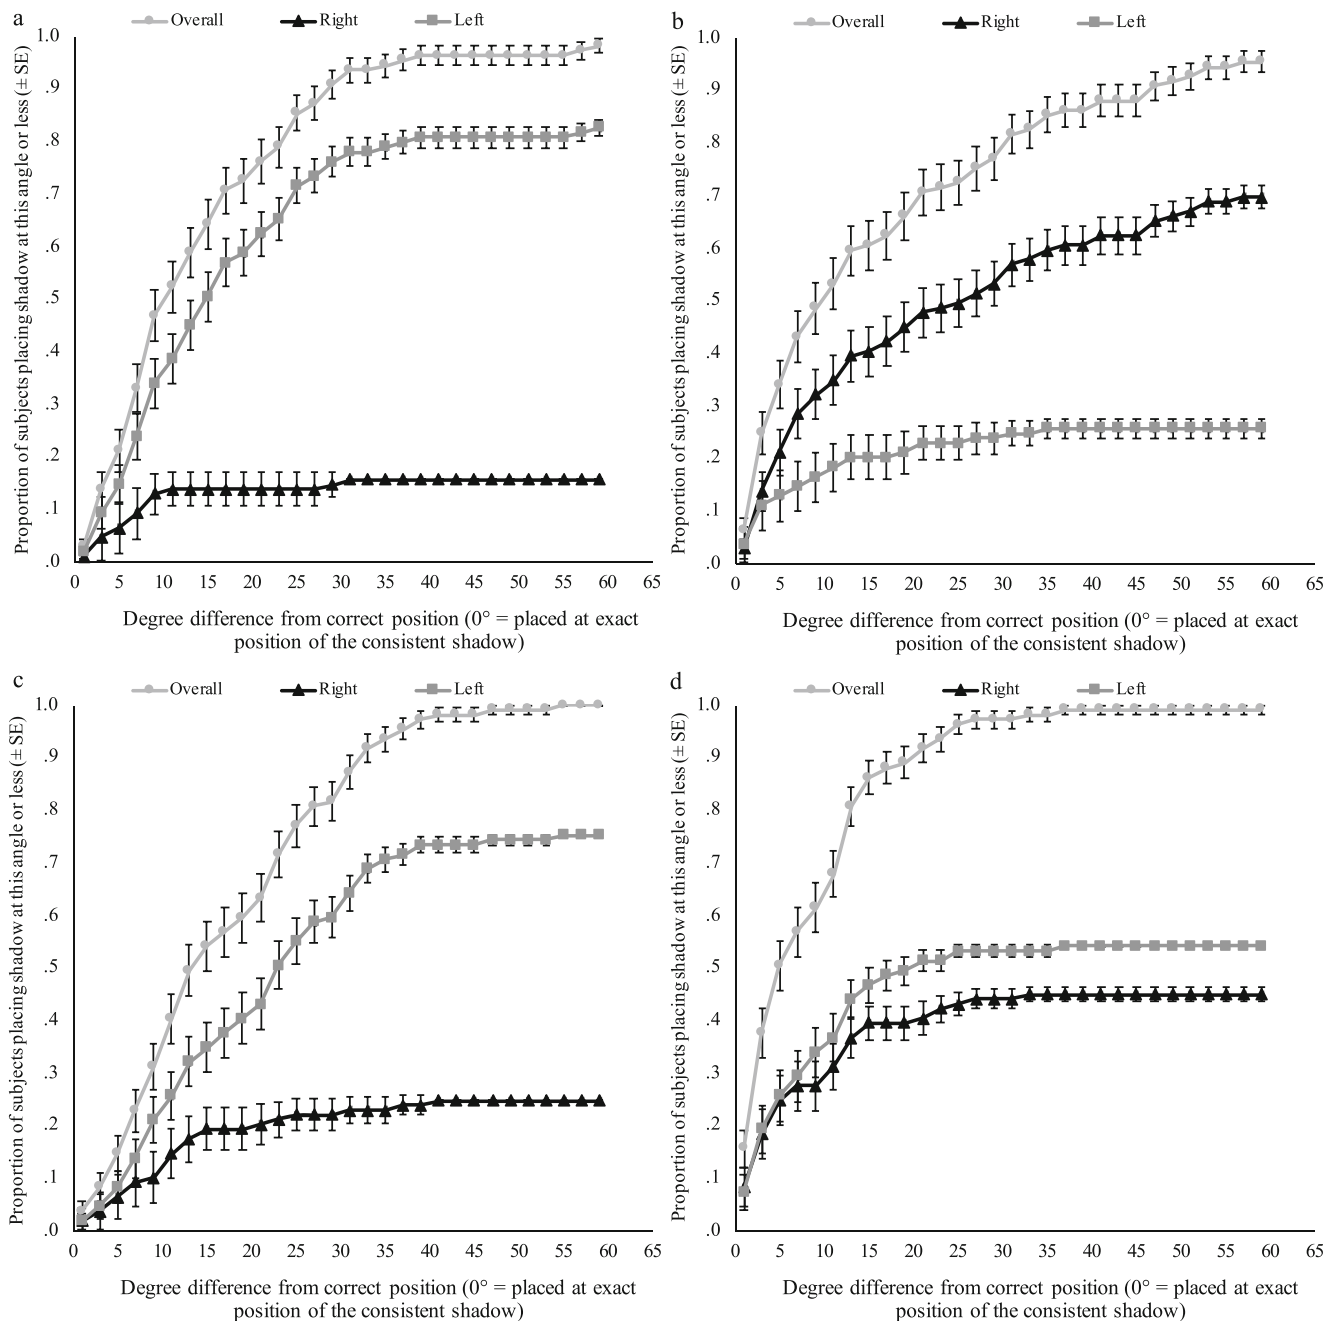 a
Overall Right Left
Proportion of subjects placing shadow at this angle or less (± SE)
1.0
.9
.8
.7
.6
.5
.4
.3
.2
.1
.0
0 5 10 15 20 25 30 35 40 45 50 55 60 65
Degree difference from correct position (0° = placed at exact
position of the consistent shadow)
b
Overall Right Left
Proportion of subjects placing shadow at this angle or less (± SE)
1.0
.9
.8
.7
.6
.5
.4
.3
.2
.1
.0
0 5 10 15 20 25 30 35 40 45 50 55 60 65
Degree difference from correct position (0° = placed at exact
position of the consistent shadow)
c
Overall Right Left
Proportion of subjects placing shadow at this angle or less (± SE)
1.0
.9
.8
.7
.6
.5
.4
.3
.2
.1
.0
0 5 10 15 20 25 30 35 40 45 50 55 60 65
Degree difference from correct position (0° = placed at exact
position of the consistent shadow)
d
Overall Right Left
Proportion of subjects placing shadow at this angle or less (± SE)
1.0
.9
.8
.7
.6
.5
.4
.3
.2
.1
.0
0 5 10 15 20 25 30 35 40 45 50 55 60 65
Degree difference from correct position (0° = placed at exact
position of the consistent shadow)